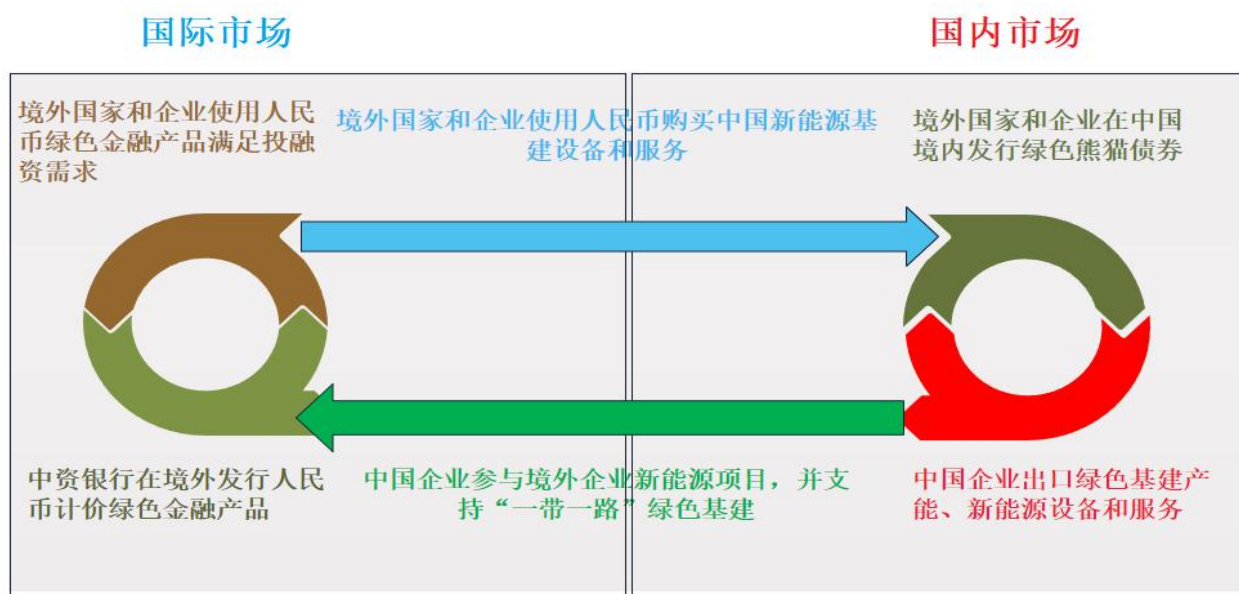 国际市场
国内市场
境外国家和企业使用人民
币绿色金融产品满足投融
资需求
境外国家和企业使用人民币购买中国新能源基
建设备和服务
境外国家和企业在中国
境内发行绿色熊猫债券
中资银行在境外发行人民
币计价绿色金融产品
中国企业参与境外企业新能源项目，并支
持“一带一路”绿色基建
中国企业出口绿色基建产
能、新能源设备和服务